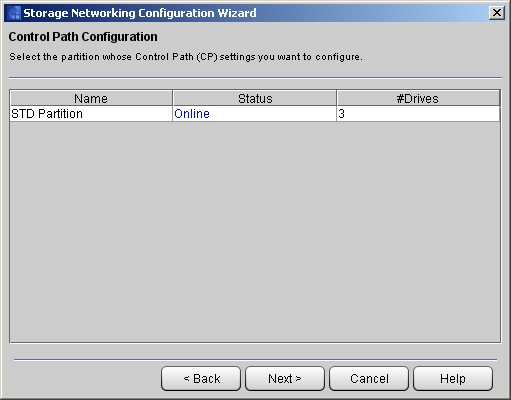 Storage Networking Configuration Wizard
Control Path Configuration
Select the partition whose Control Path (CP) settings you want to configure.
Name Status #Drives
STD Partition Online 3
< Back Next > Cancel Help